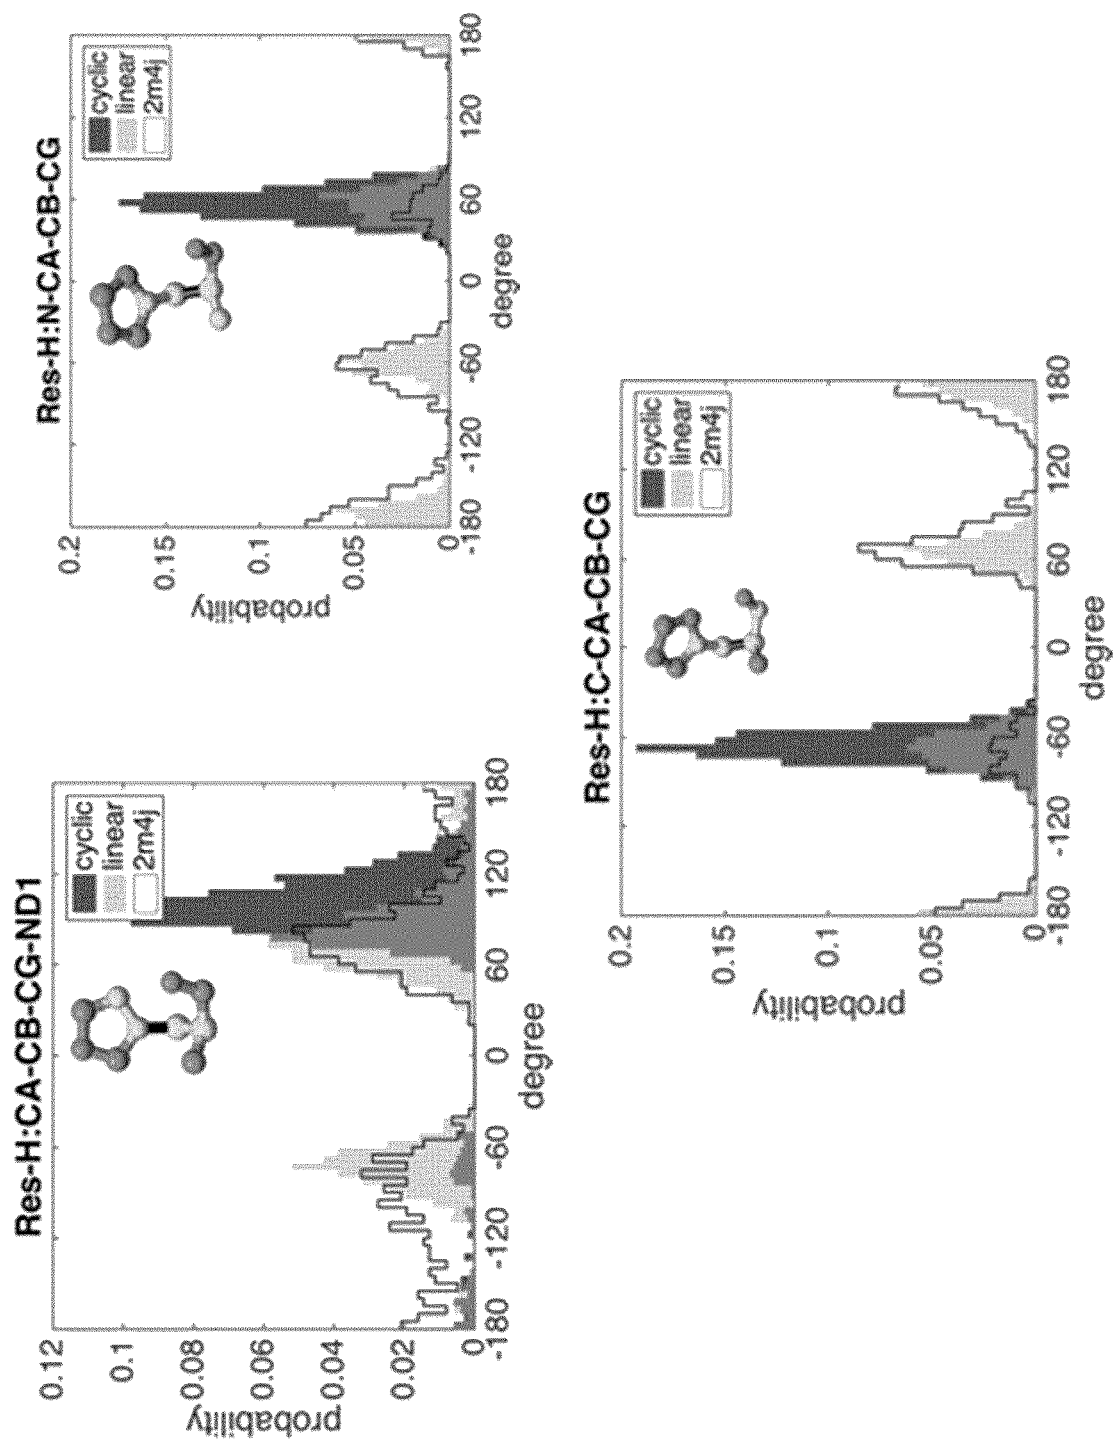 Res-H:CA-CB-CG-ND1
cyclic
linear
2m4j
0.12
0.1
0.08
0.06
0.04
0.02
0
probability
-180
-120
-60
0
60
120
180
degree
Res-H:N-CA-CB-CG
cyclic
linear
2m4j
0.2
0.15
0.1
0.05
0
probability
-180
-120
-60
0
60
120
180
degree
Res-H:C-CA-CB-CG
cyclic
linear
2m4j
0.2
0.15
0.1
0.05
0
probability
-180
-120
-60
0
60
120
180
degree